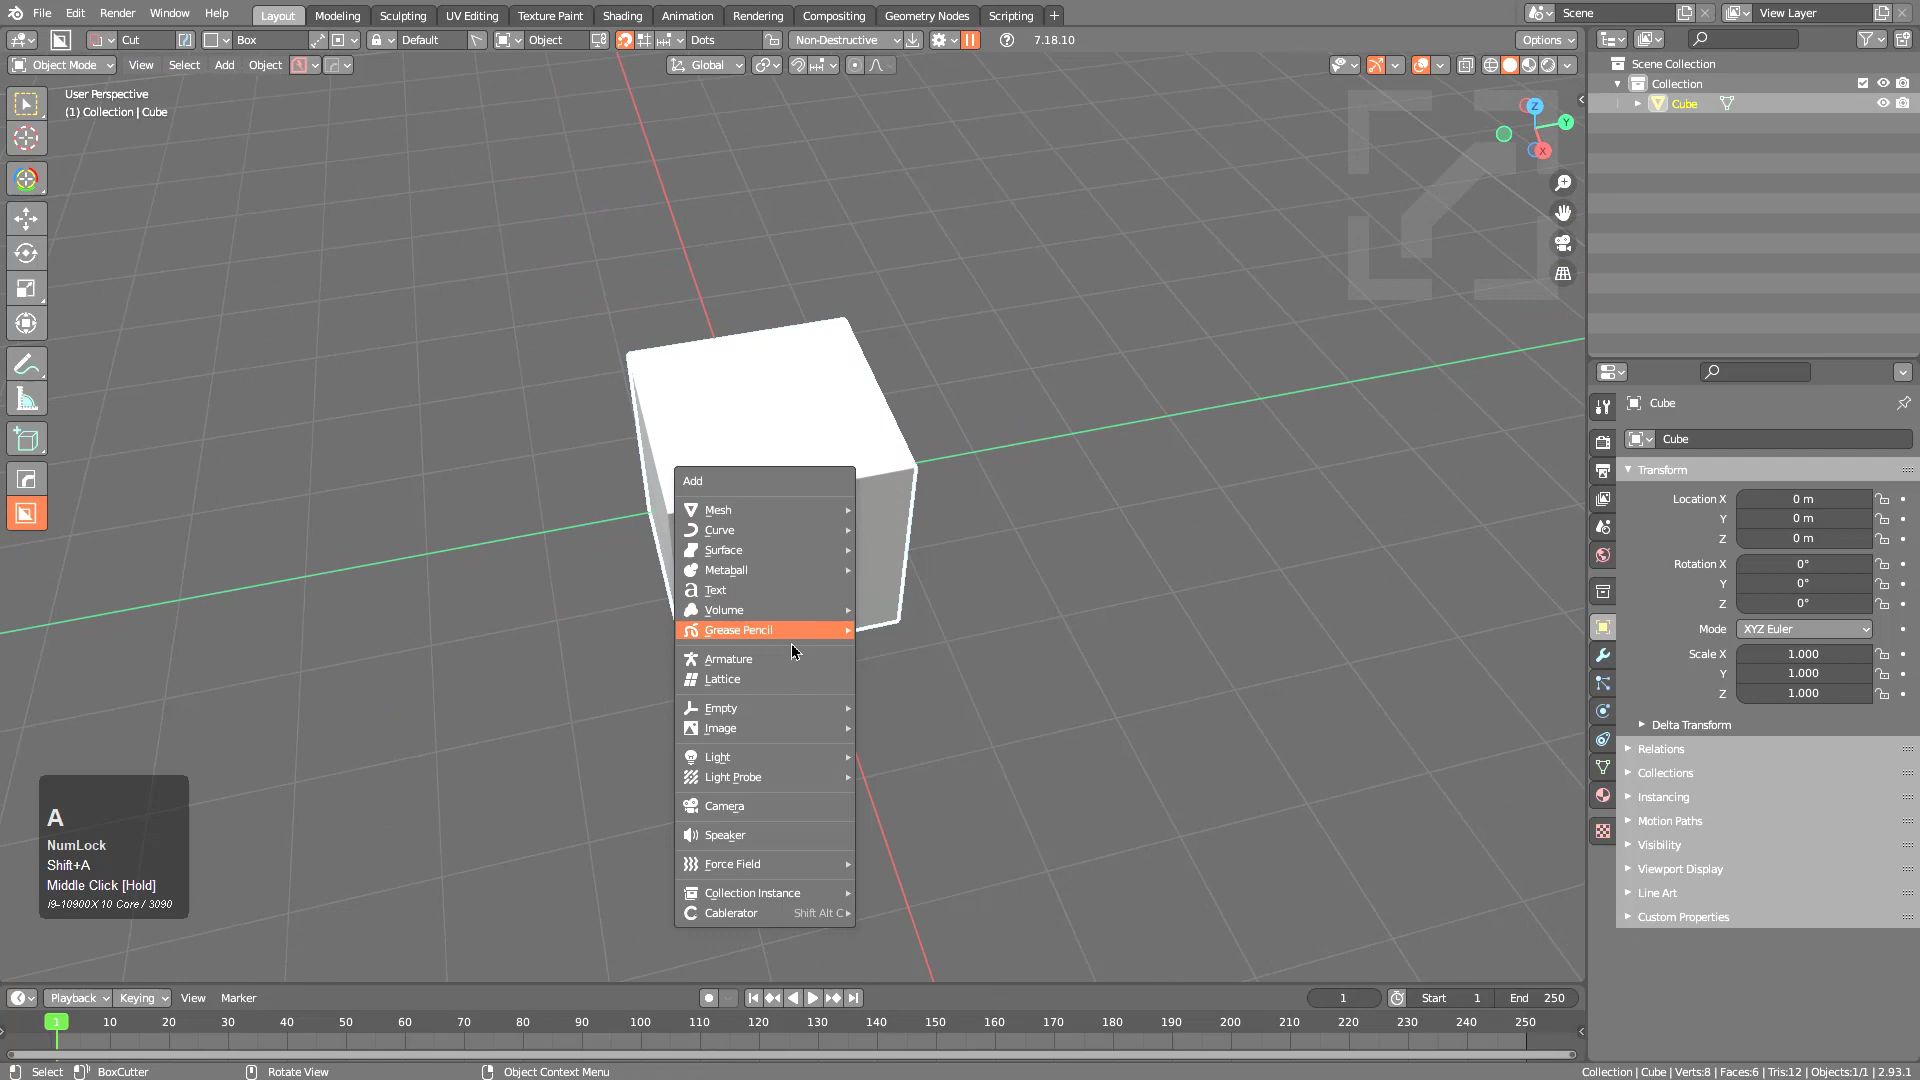 File Edit Render Window Help Layout Modeling Sculpting UV Editing Texture Paint Shading Animation Rendering Compositing Geometry Nodes Scripting + Scene View Layer
Cut Box Default Object Dots Non-Destructive 7.18.10 Options
Object Mode View Select Add Object Global
User Perspective
(1) Collection | Cube
Z
Y
X
Scene Collection
Collection
Cube
Add
Mesh
Curve
Surface
Metaball
Text
Volume
Grease Pencil
Armature
Lattice
Empty
Image
Light
Light Probe
Camera
Speaker
Force Field
Collection Instance
Cablerator Shift Alt C
A
NumLock
Shift+A
Middle Click [Hold]
i9-10900X 10 Core / 3090
Cube
Cube
Transform
Location X 0 m
Y 0 m
Z 0 m
Rotation X 0°
Y 0°
Z 0°
Mode XYZ Euler
Scale X 1.000
Y 1.000
Z 1.000
Delta Transform
Relations
Collections
Instancing
Motion Paths
Visibility
Viewport Display
Line Art
Custom Properties
Playback Keying View Marker 1 Start 1 End 250
1 10 20 30 40 50 60 70 80 90 100 110 120 130 140 150 160 170 180 190 200 210 220 230 240 250
Select BoxCutter Rotate View Object Context Menu Collection | Cube | Verts:8 | Faces:6 | Tris:12 | Objects:1/1 | 2.93.1